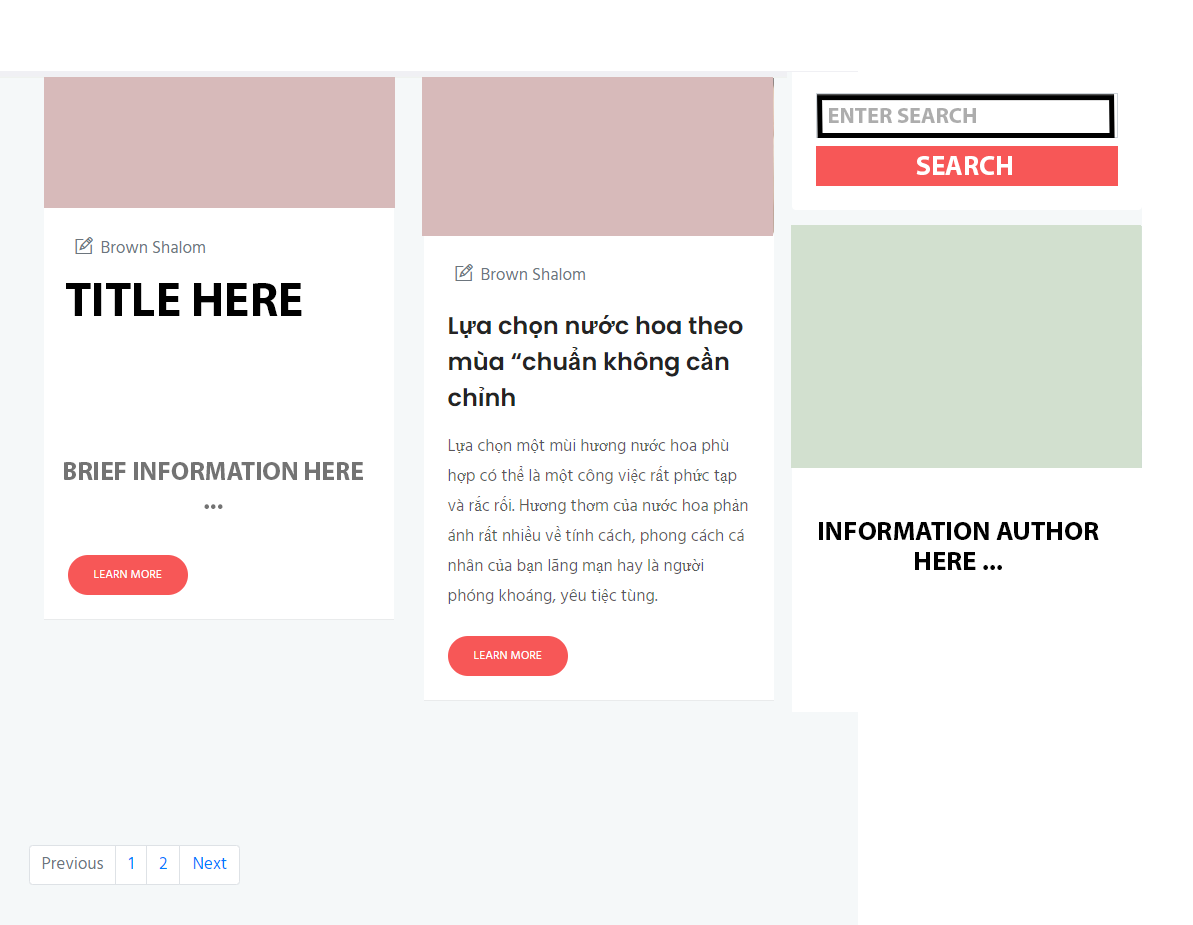 Brown Shalom
TITLE HERE
BRIEF INFORMATION HERE
...
LEARN MORE
Brown Shalom
Lựa chọn nước hoa theo
mùa “chuẩn không cần
chỉnh
Lựa chọn một mùi hương nước hoa phù
hợp có thể là một công việc rất phức tạp
và rắc rối. Hương thơm của nước hoa phản
ánh rất nhiều về tính cách, phong cách cá
nhân của bạn lãng mạn hay là người
phóng khoáng, yêu tiệc tùng.
LEARN MORE
ENTER SEARCH
SEARCH
INFORMATION AUTHOR
HERE ...
Previous 1 2 Next